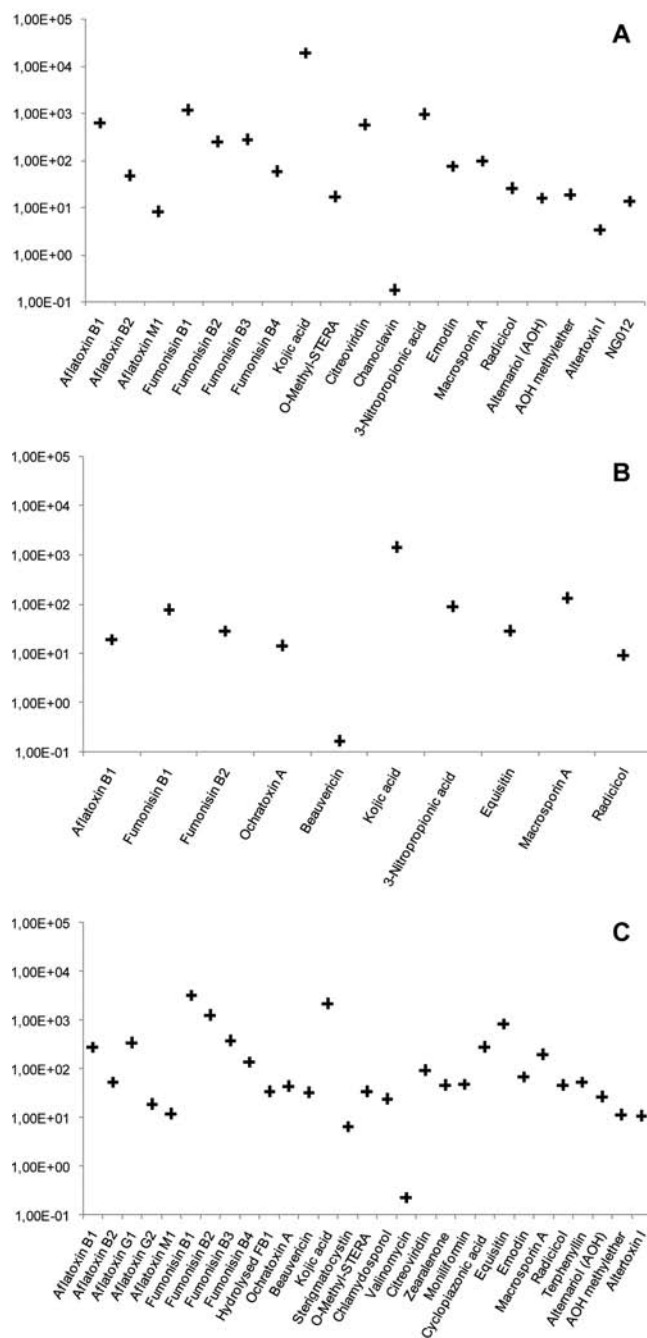 A
1,00E+05
1,00E+04
1,00E+03
1,00E+02
1,00E+01
1,00E+00
1,00E-01
Aflatoxin B1
Aflatoxin B2
Aflatoxin M1
Fumonisin B1
Fumonisin B2
Fumonisin B3
Fumonisin B4
Kojic acid
O-Methyl-STERA
Citreoviridin
Chanoclavin
3-Nitropropionic acid
Emodin
Macrosporin A
Radicicol
Alternariol (AOH)
AOH methylether
Altertoxin I
NG012
B
1,00E+05
1,00E+04
1,00E+03
1,00E+02
1,00E+01
1,00E+00
1,00E-01
Aflatoxin B1
Fumonisin B1
Fumonisin B2
Ochratoxin A
Beauvericin
Kojic acid
3-Nitropropionic acid
Equisitin
Macrosporin A
Radicicol
C
1,00E+05
1,00E+04
1,00E+03
1,00E+02
1,00E+01
1,00E+00
1,00E-01
Aflatoxin B1
Aflatoxin B2
Aflatoxin G1
Aflatoxin G2
Aflatoxin M1
Fumonisin B1
Fumonisin B2
Fumonisin B3
Fumonisin B4
Hydrolysed FB1
Ochratoxin A
Beauvericin
Kojic acid
Sterigmatocystin
O-Methyl-STERA
Chlamydosporol
Valinomycin
Citreoviridin
Zearalenone
Moniliformin
Cyclopiazonic acid
Equisitin
Emodin
Macrosporin A
Radicicol
Terphenyllin
Alternariol (AOH)
AOH methylether
Altertoxin I